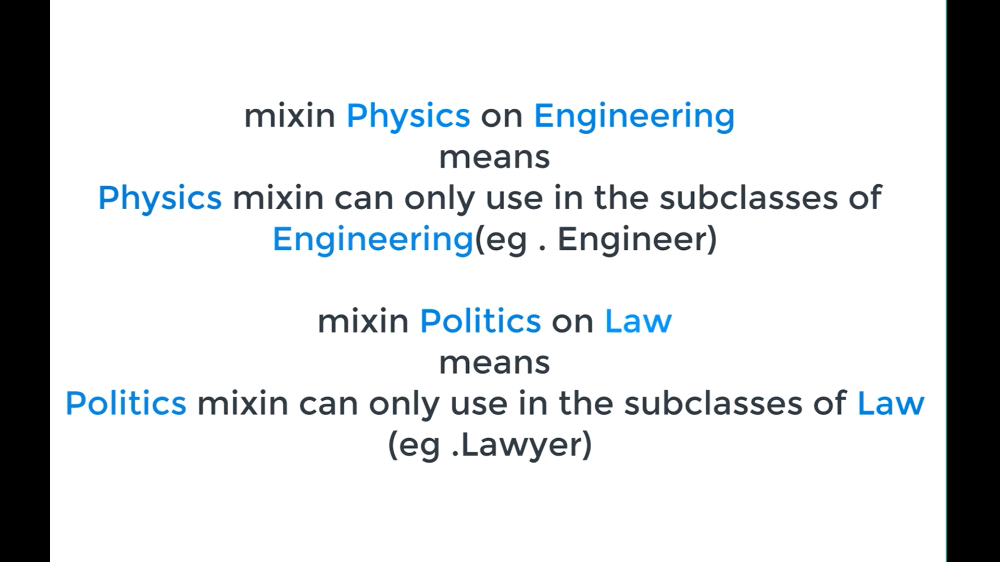 mixin Physics on Engineering
means
Physics mixin can only use in the subclasses of
Engineering(eg . Engineer)
mixin Politics on Law
means
Politics mixin can only use in the subclasses of Law
(eg .Lawyer)